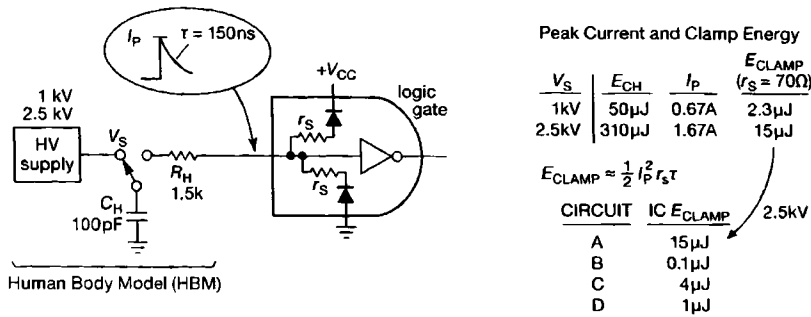 I_P
τ = 150ns
+V_CC
logic
gate
1 kV
2.5 kV
HV
supply
V_S
R_H
1.5k
C_H
100pF
r_S
r_S
Human Body Model (HBM)
Peak Current and Clamp Energy
V_S E_CH I_P E_CLAMP (r_S = 70Ω)
1kV 50µJ 0.67A 2.3µJ
2.5kV 310µJ 1.67A 15µJ
E_CLAMP ≈ ½ I_P² r_s τ
2.5kV
CIRCUIT IC E_CLAMP
A 15µJ
B 0.1µJ
C 4µJ
D 1µJ